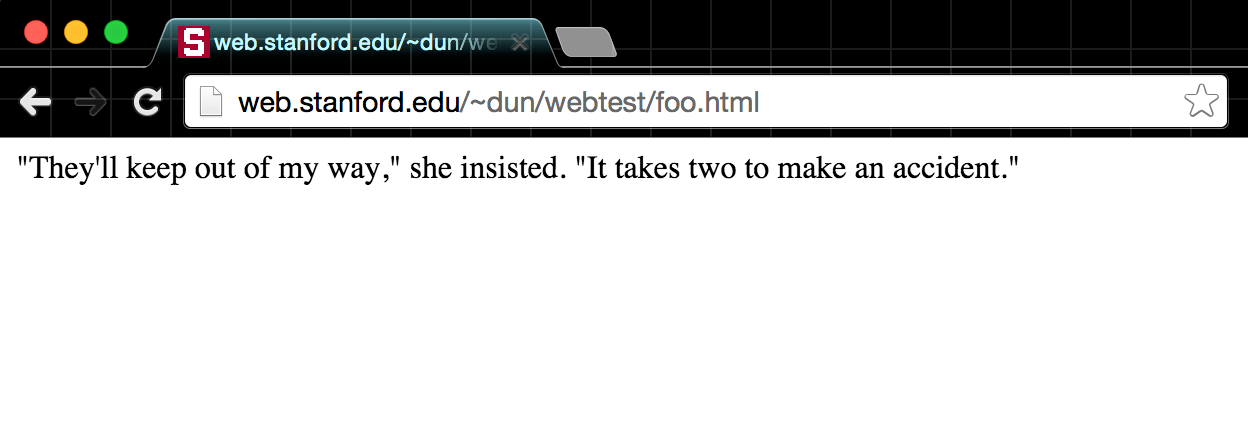 S web.stanford.edu/~dun/we
web.stanford.edu/~dun/webtest/foo.html
"They'll keep out of my way," she insisted. "It takes two to make an accident."